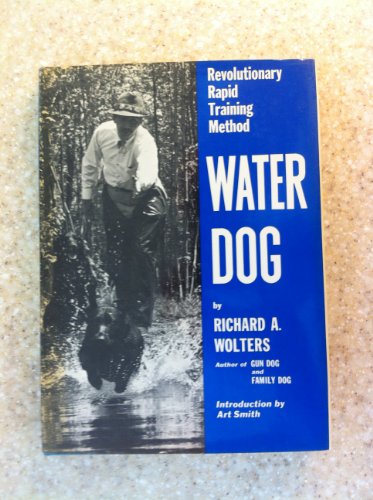 Revolutionary
Rapid
Training
Method
WATER
DOG
by
RICHARD A.
WOLTERS
Author of GUN DOG
and
FAMILY DOG
Introduction by
Art Smith